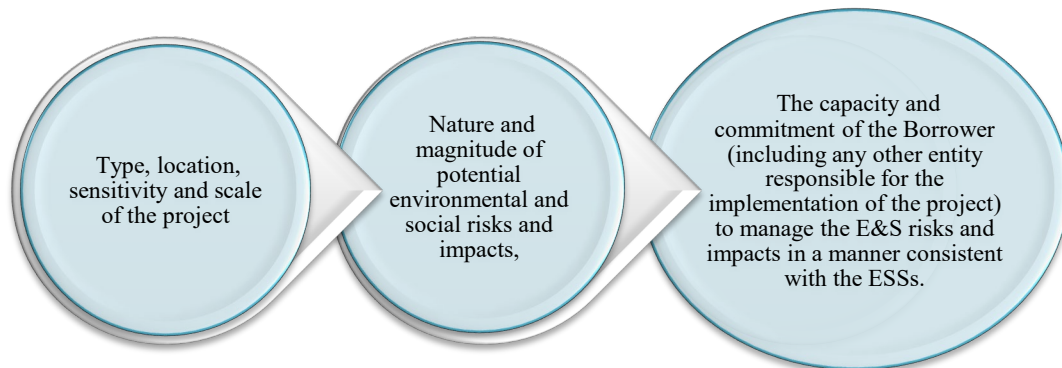 Type, location,
sensitivity and scale
of the project
Nature and
magnitude of
potential
environmental and
social risks and
impacts,
The capacity and
commitment of the Borrower
(including any other entity
responsible for the
implementation of the project)
to manage the E&S risks and
impacts in a manner consistent
with the ESSs.